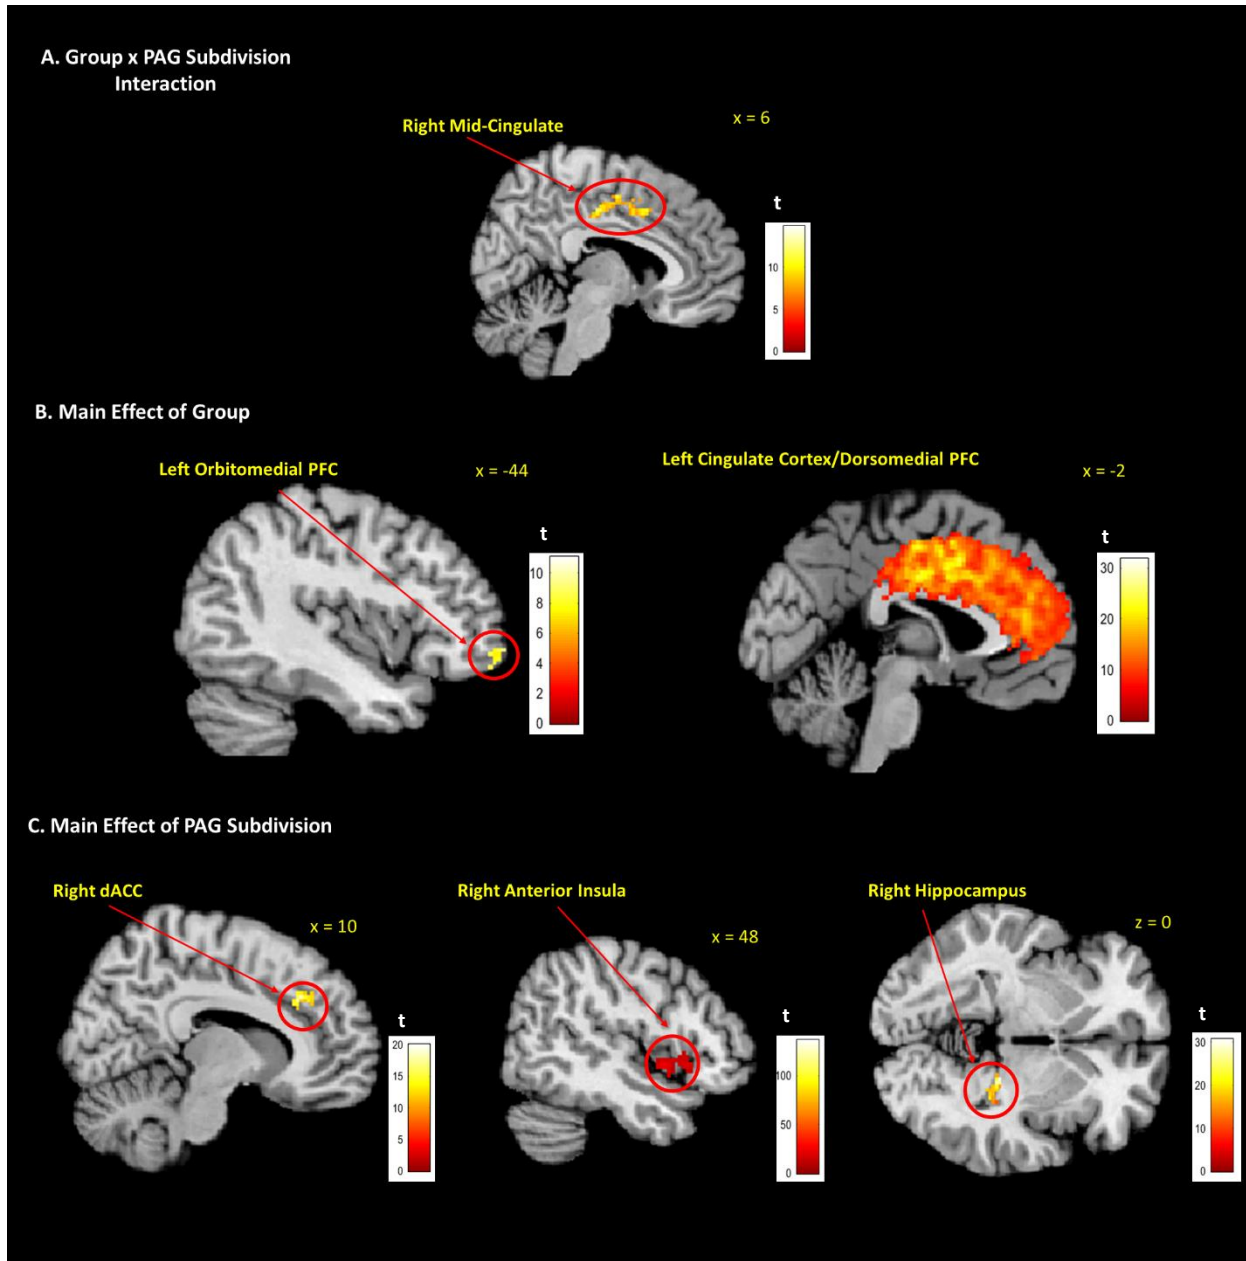 A. Group x PAG Subdivision
Interaction
Right Mid-Cingulate
x = 6
t
10
5
0
B. Main Effect of Group
Left Orbitomedial PFC
x = -44
t
10
8
6
4
2
0
Left Cingulate Cortex/Dorsomedial PFC
x = -2
t
30
20
10
0
C. Main Effect of PAG Subdivision
Right dACC
x = 10
t
20
15
10
5
0
Right Anterior Insula
x = 48
t
100
50
0
Right Hippocampus
z = 0
t
30
20
10
0